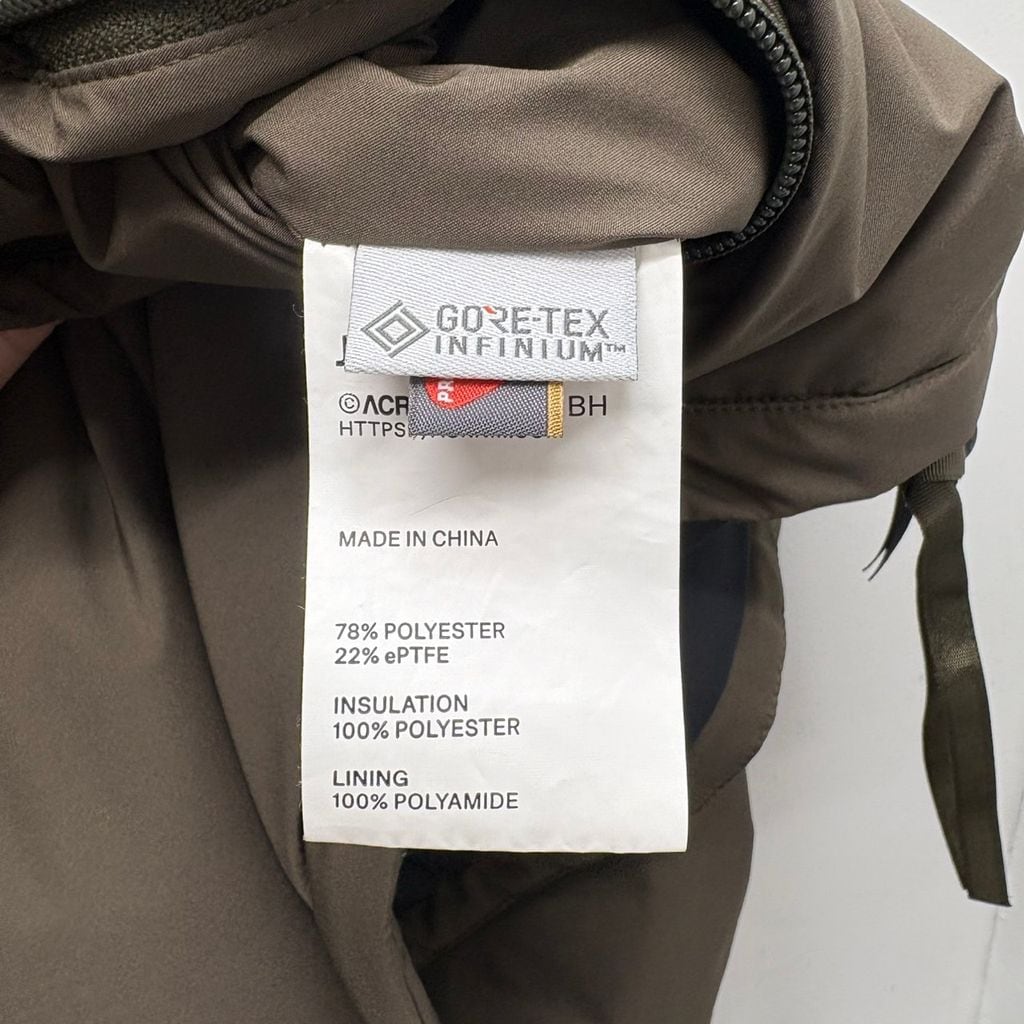 GORE-TEX
INFINIUM™
©ACR
BH
HTTPS
MADE IN CHINA
78% POLYESTER
22% ePTFE
INSULATION
100% POLYESTER
LINING
100% POLYAMIDE